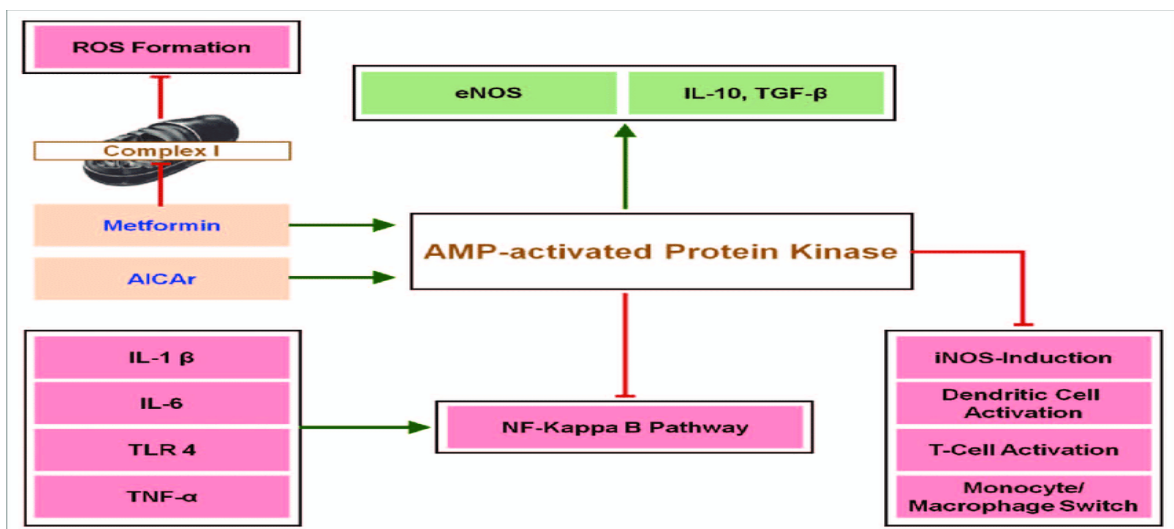 ROS Formation
eNOS
IL-10, TGF-β
Complex I
Metformin
AMP-activated Protein Kinase
AICAr
IL-1 β
IL-6
TLR 4
TNF-α
NF-Kappa B Pathway
iNOS-Induction
Dendritic Cell
Activation
T-Cell Activation
Monocyte/
Macrophage Switch